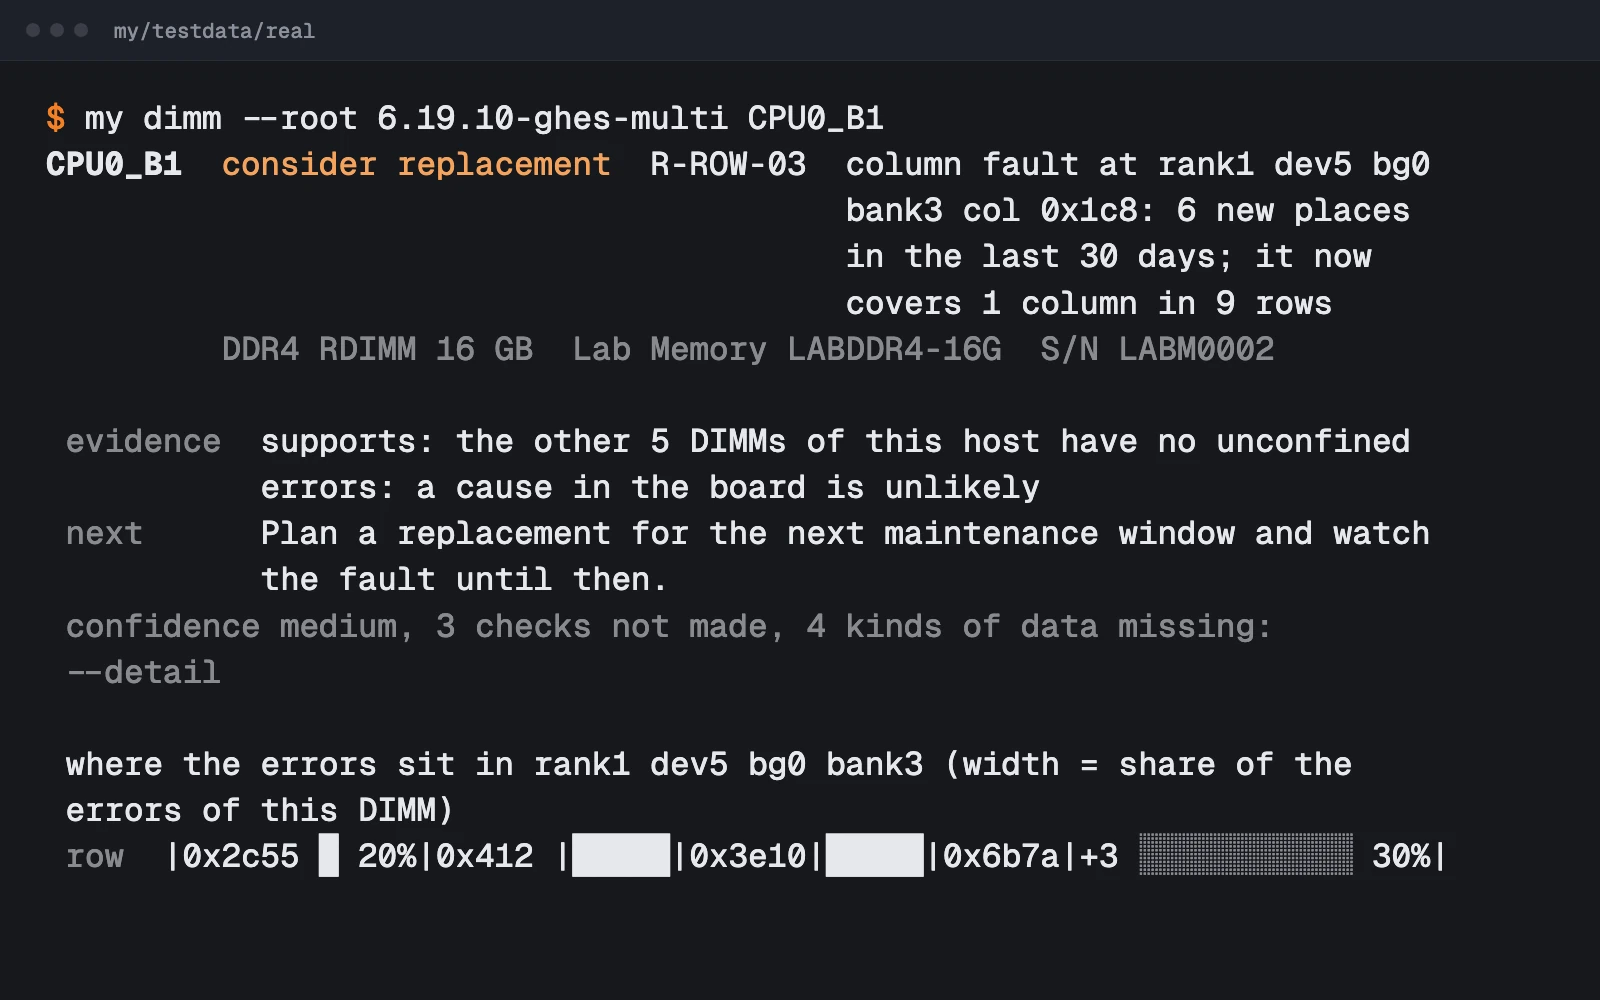 my/testdata/real
$ my dimm --root 6.19.10-ghes-multi CPU0_B1
CPU0_B1  consider replacement  R-ROW-03  column fault at rank1 dev5 bg0
bank3 col 0x1c8: 6 new places
in the last 30 days; it now
covers 1 column in 9 rows
DDR4 RDIMM 16 GB  Lab Memory LABDDR4-16G  S/N LABM0002
evidence  supports: the other 5 DIMMs of this host have no unconfined
errors: a cause in the board is unlikely
next      Plan a replacement for the next maintenance window and watch
the fault until then.
confidence medium, 3 checks not made, 4 kinds of data missing:
--detail
where the errors sit in rank1 dev5 bg0 bank3 (width = share of the
errors of this DIMM)
row  |0x2c55 █ 20%|0x412 |█████|0x3e10|█████|0x6b7a|+3 ░░░░░░░░░░░ 30%|